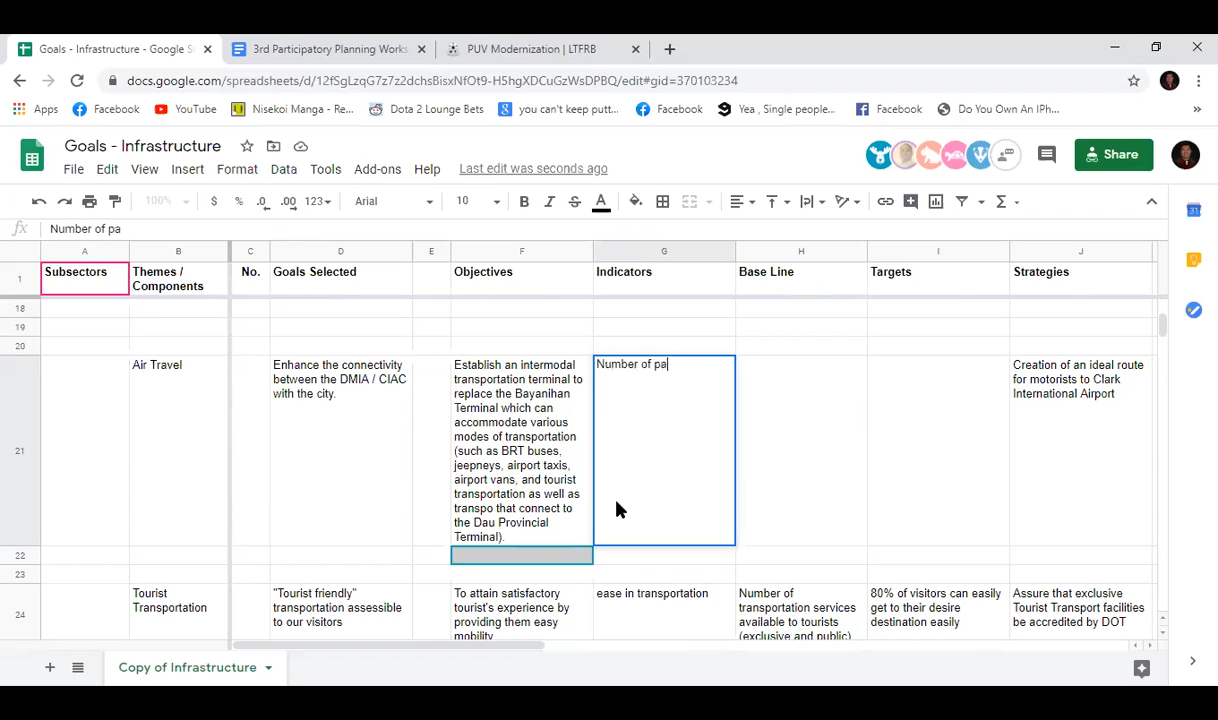 Goals - Infrastructure - Google S
3rd Participatory Planning Works
PUV Modernization | LTFRB
docs.google.com/spreadsheets/d/12fSgLzqG7z7z2dchsBisxNfOt9-H5hgXDCuGzWsDPBQ/edit#gid=370103234
Apps
Facebook
YouTube
Nisekoi Manga - Re...
Dota 2 Lounge Bets
you can't keep putt...
Facebook
Yea , Single people...
Facebook
Do You Own An IPh...
»
Goals - Infrastructure
Share
File Edit View Insert Format Data Tools Add-ons Help Last edit was seconds ago
100% $ % .0 .00 123 Arial 10 B I S A Σ
fx Number of pa
A B C D E F G H I J
1
Subsectors
Themes /
Components
No.
Goals Selected
Objectives
Indicators
Base Line
Targets
Strategies
18
19
20
21
Air Travel
Enhance the connectivity
between the DMIA / CIAC
with the city.
Establish an intermodal
transportation terminal to
replace the Bayanihan
Terminal which can
accommodate various
modes of transportation
(such as BRT buses,
jeepneys, airport taxis,
airport vans, and tourist
transportation as well as
transpo that connect to
the Dau Provincial
Terminal).
Number of pa
Creation of an ideal route
for motorists to Clark
International Airport
22
23
24
Tourist
Transportation
"Tourist friendly"
transportation assessible
to our visitors
To attain satisfactory
tourist's experience by
providing them easy
mobility
ease in transportation
Number of
transportation services
available to tourists
(exclusive and public)
80% of visitors can easily
get to their desire
destination easily
Assure that exclusive
Tourist Transport facilities
be accredited by DOT
Copy of Infrastructure
31